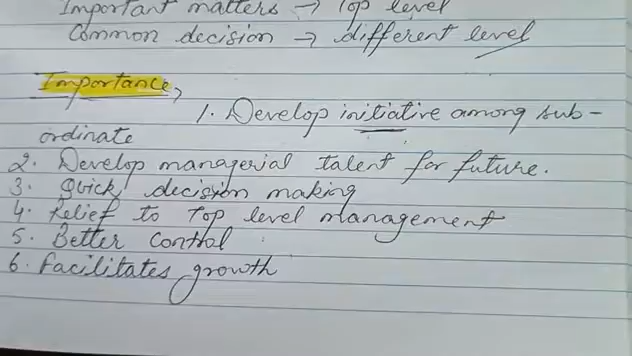 Important matters → Top level
Common decision → different level
Importance,
1. Develop initiative among sub-
ordinate
2. Develop managerial talent for future.
3. Quick decision making
4. Relief to top level management
5. Better Control
6. Facilitates growth